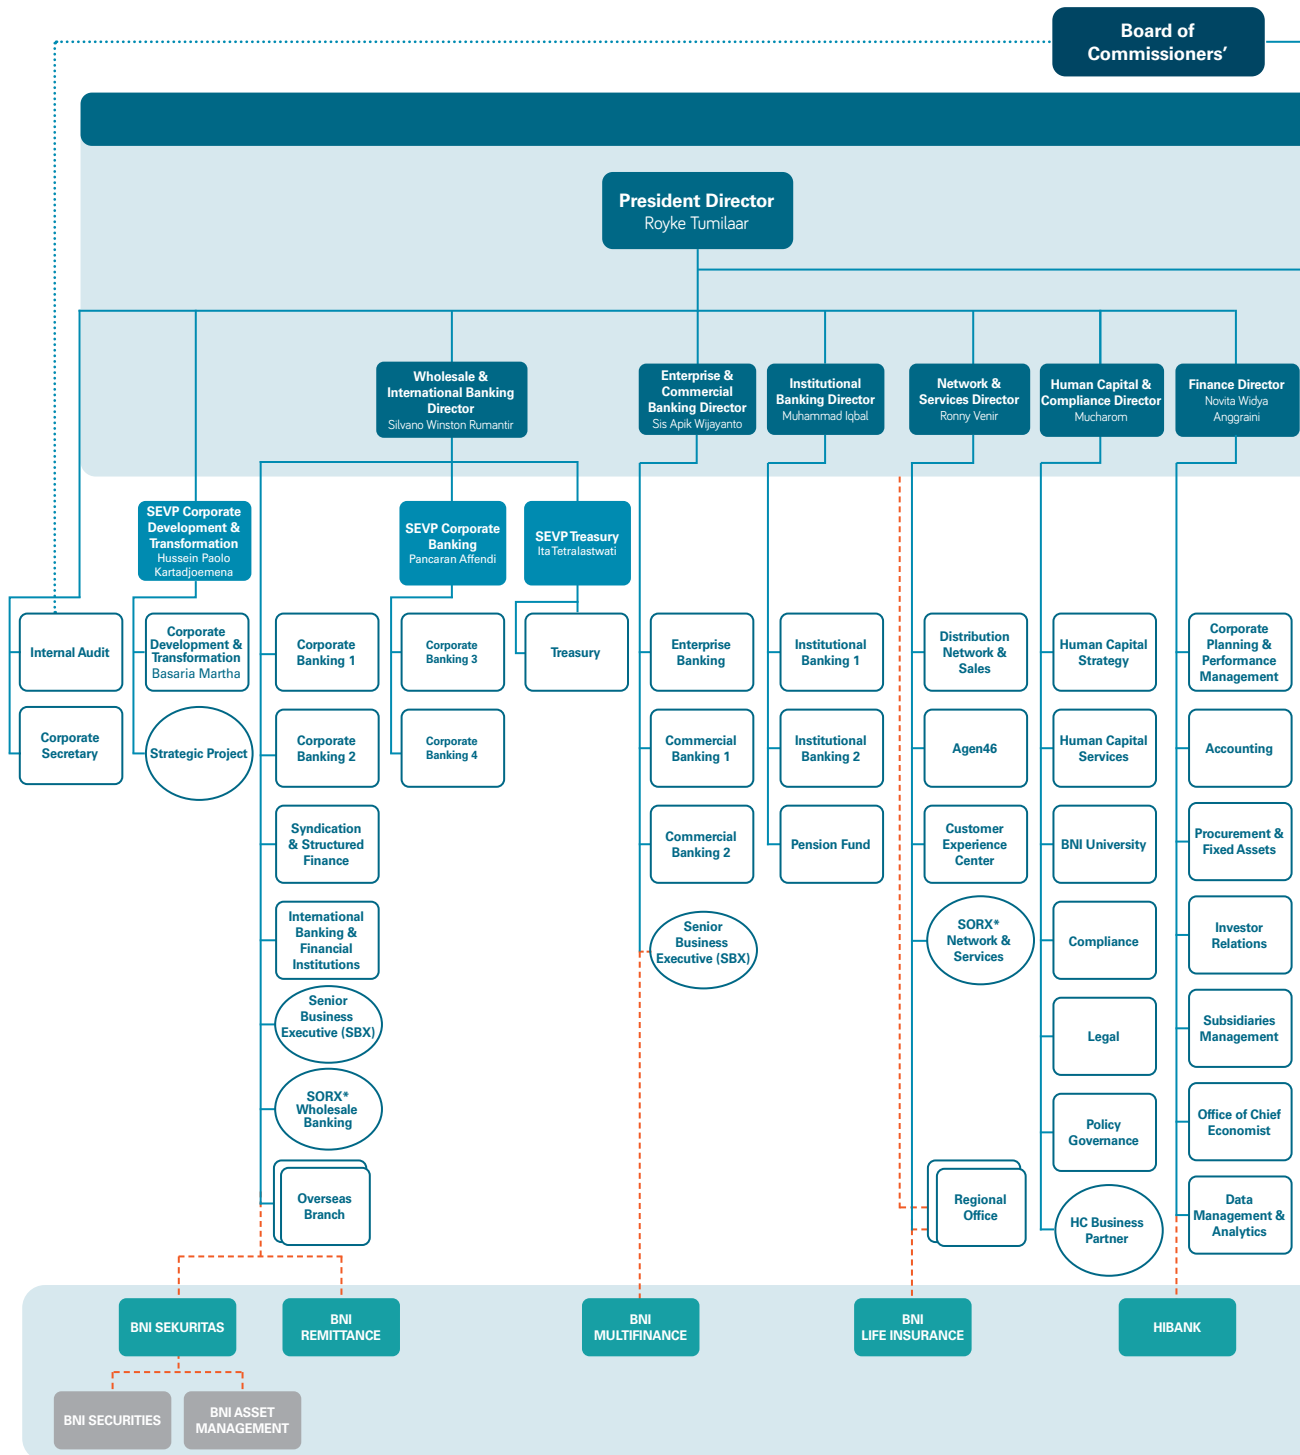 Board of
Commissioners’
President Director
Royke Tumilaar
Wholesale &
International Banking
Director
Silvano Winston Rumantir
Enterprise &
Commercial
Banking Director
Sis Apik Wijayanto
Institutional
Banking Director
Muhammad Iqbal
Network &
Services Director
Ronny Venir
Human Capital &
Compliance Director
Mucharom
Finance Director
Novita Widya
Anggraini
SEVP Corporate
Development &
Transformation
Hussein Paolo
Kartadjoemena
SEVP Corporate
Banking
Pancaran Affendi
SEVP Treasury
Ita Tetralastwati
Internal Audit
Corporate
Secretary
Corporate
Development &
Transformation
Basaria Martha
Strategic Project
Corporate
Banking 1
Corporate
Banking 2
Syndication
& Structured
Finance
International
Banking &
Financial
Institutions
Senior
Business
Executive (SBX)
SORX*
Wholesale
Banking
Overseas
Branch
Corporate
Banking 3
Corporate
Banking 4
Treasury
Enterprise
Banking
Commercial
Banking 1
Commercial
Banking 2
Senior
Business
Executive (SBX)
Institutional
Banking 1
Institutional
Banking 2
Pension Fund
Distribution
Network &
Sales
Agen46
Customer
Experience
Center
SORX*
Network &
Services
Regional
Office
Human Capital
Strategy
Human Capital
Services
BNI University
Compliance
Legal
Policy
Governance
HC Business
Partner
Corporate
Planning &
Performance
Management
Accounting
Procurement &
Fixed Assets
Investor
Relations
Subsidiaries
Management
Office of Chief
Economist
Data
Management &
Analytics
BNI SEKURITAS
BNI
REMITTANCE
BNI
MULTIFINANCE
BNI
LIFE INSURANCE
HIBANK
BNI SECURITIES
BNI ASSET
MANAGEMENT